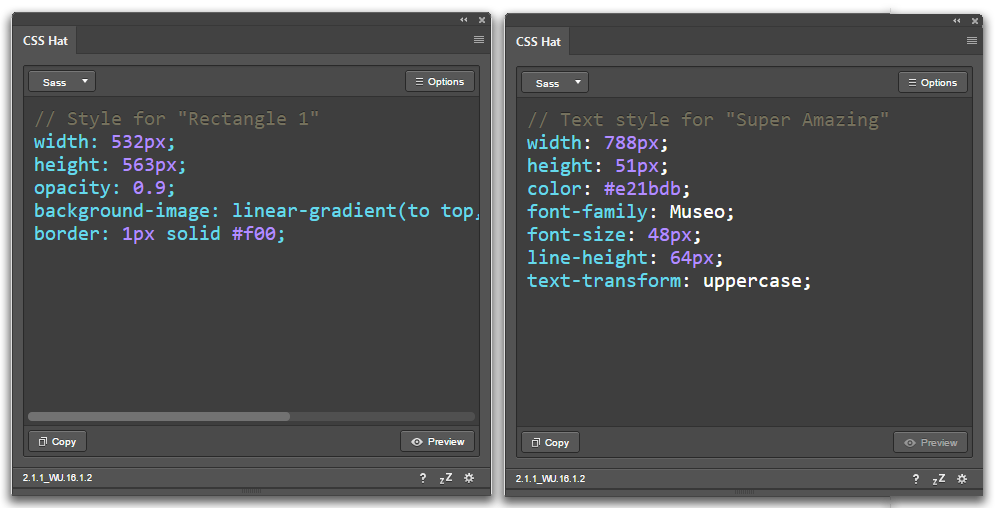 CSS Hat
Sass
Options
// Style for "Rectangle 1"
width: 532px;
height: 563px;
opacity: 0.9;
background-image: linear-gradient(to top,
border: 1px solid #f00;
Copy
Preview
2.1.1_WU.16.1.2
? zZ
CSS Hat
Sass
Options
// Text style for "Super Amazing"
width: 788px;
height: 51px;
color: #e21bdb;
font-family: Museo;
font-size: 48px;
line-height: 64px;
text-transform: uppercase;
Copy
Preview
2.1.1_WU.16.1.2
? zZ